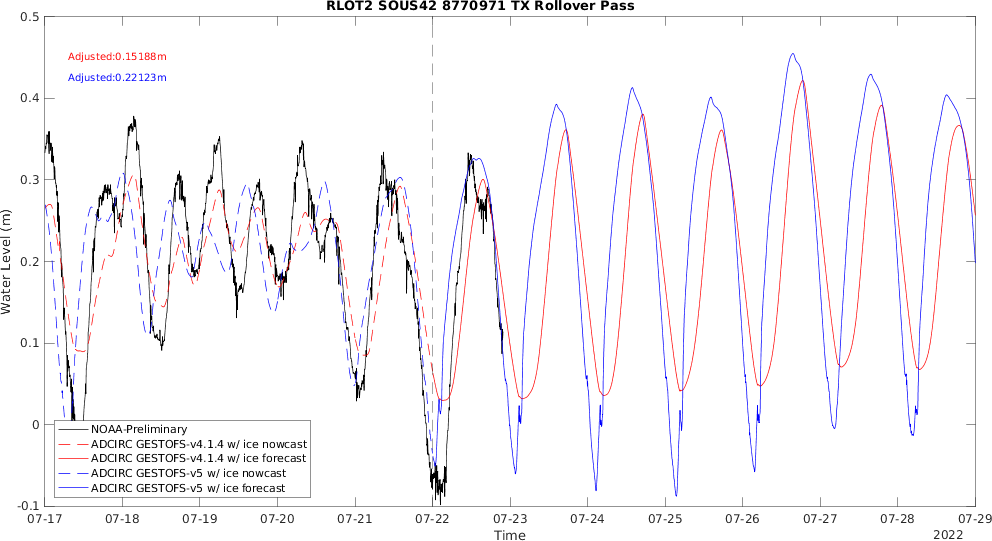 RLOT2 SOUS42 8770971 TX Rollover Pass
0.5
0.4
0.3
0.2
0.1
0
-0.1
Water Level (m)
Adjusted:0.15188m
Adjusted:0.22123m
NOAA-Preliminary
ADCIRC GESTOFS-v4.1.4 w/ ice nowcast
ADCIRC GESTOFS-v4.1.4 w/ ice forecast
ADCIRC GESTOFS-v5 w/ ice nowcast
ADCIRC GESTOFS-v5 w/ ice forecast
07-17 07-18 07-19 07-20 07-21 07-22 07-23 07-24 07-25 07-26 07-27 07-28 07-29
Time
2022